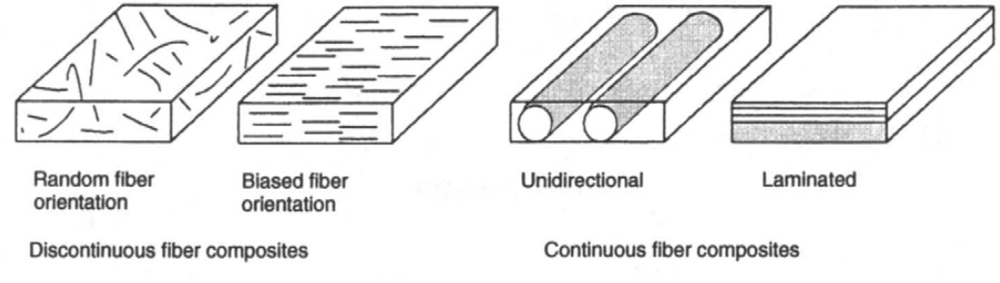 Random fiber
orientation
Biased fiber
orientation
Unidirectional
Laminated
Discontinuous fiber composites
Continuous fiber composites